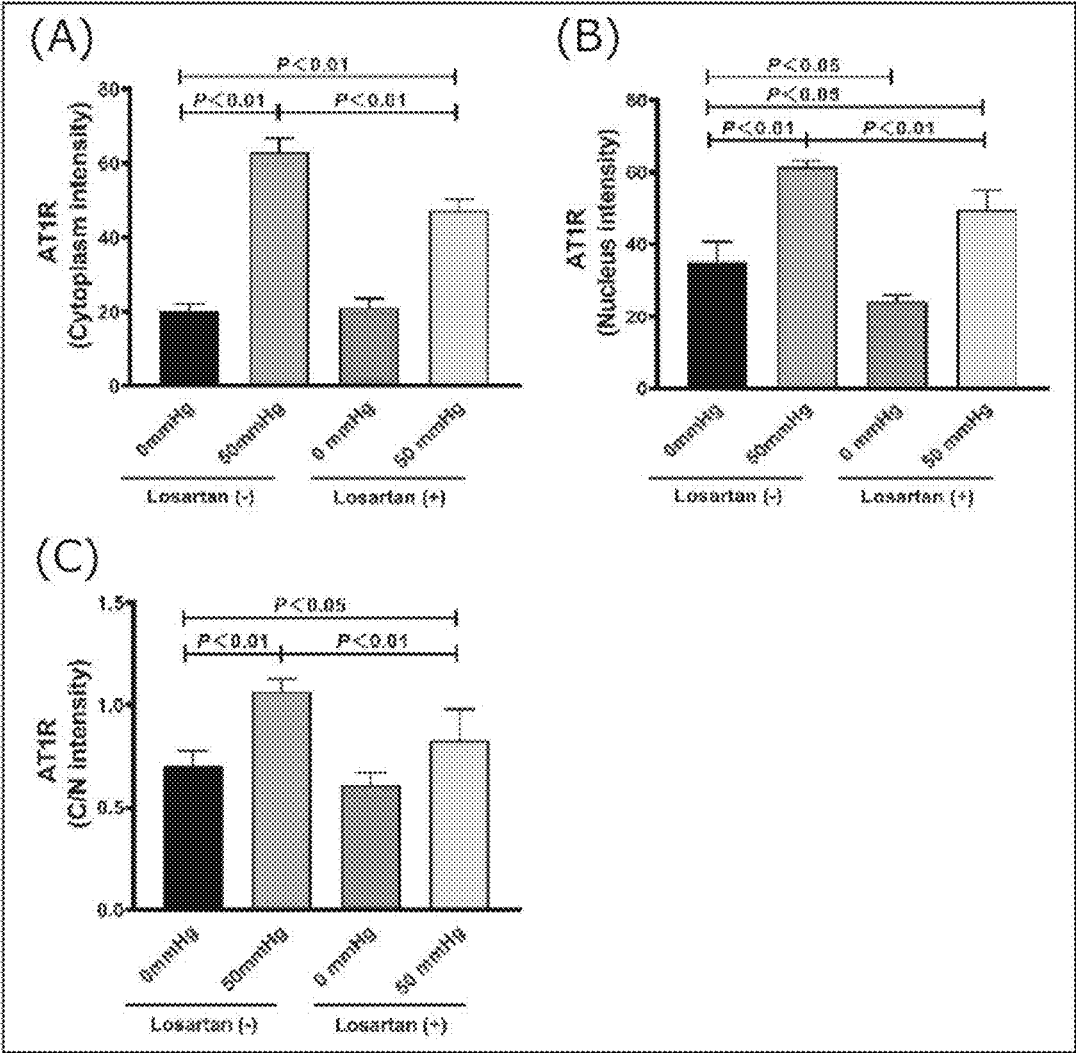 (A)
P<0.01
P<0.01 P<0.01
80
60
40
20
0
AT1R
(Cytoplasm intensity)
0mmHg
50mmHg
0 mmHg
50 mmHg
Losartan (-)
Losartan (+)
(B)
P<0.05
P<0.05
P<0.01 P<0.01
80
60
40
20
0
AT1R
(Nucleus intensity)
0mmHg
50mmHg
0 mmHg
50 mmHg
Losartan (-)
Losartan (+)
(C)
P<0.05
P<0.01 P<0.01
1.5
1.0
0.5
0.0
AT1R
(C/N intensity)
0mmHg
50mmHg
0 mmHg
50 mmHg
Losartan (-)
Losartan (+)